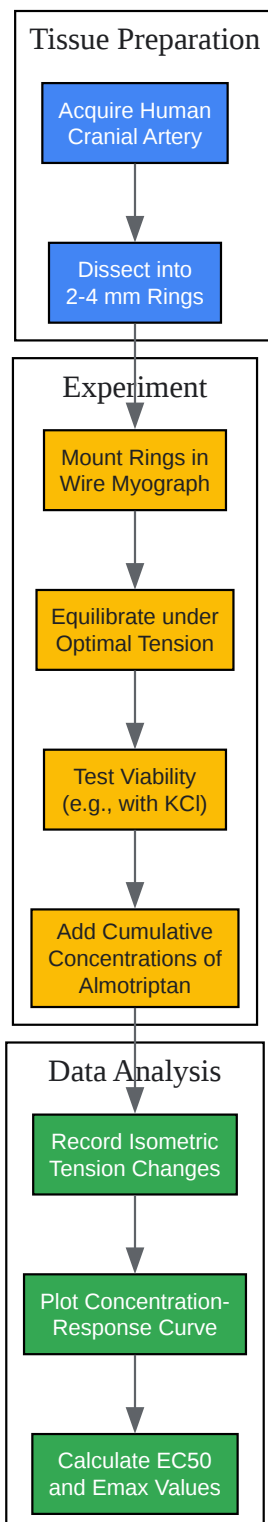 Tissue Preparation
Acquire Human
Cranial Artery
Dissect into
2-4 mm Rings
Experiment
Mount Rings in
Wire Myograph
Equilibrate under
Optimal Tension
Test Viability
(e.g., with KCl)
Add Cumulative
Concentrations of
Almotriptan
Data Analysis
Record Isometric
Tension Changes
Plot Concentration-
Response Curve
Calculate EC50
and Emax Values